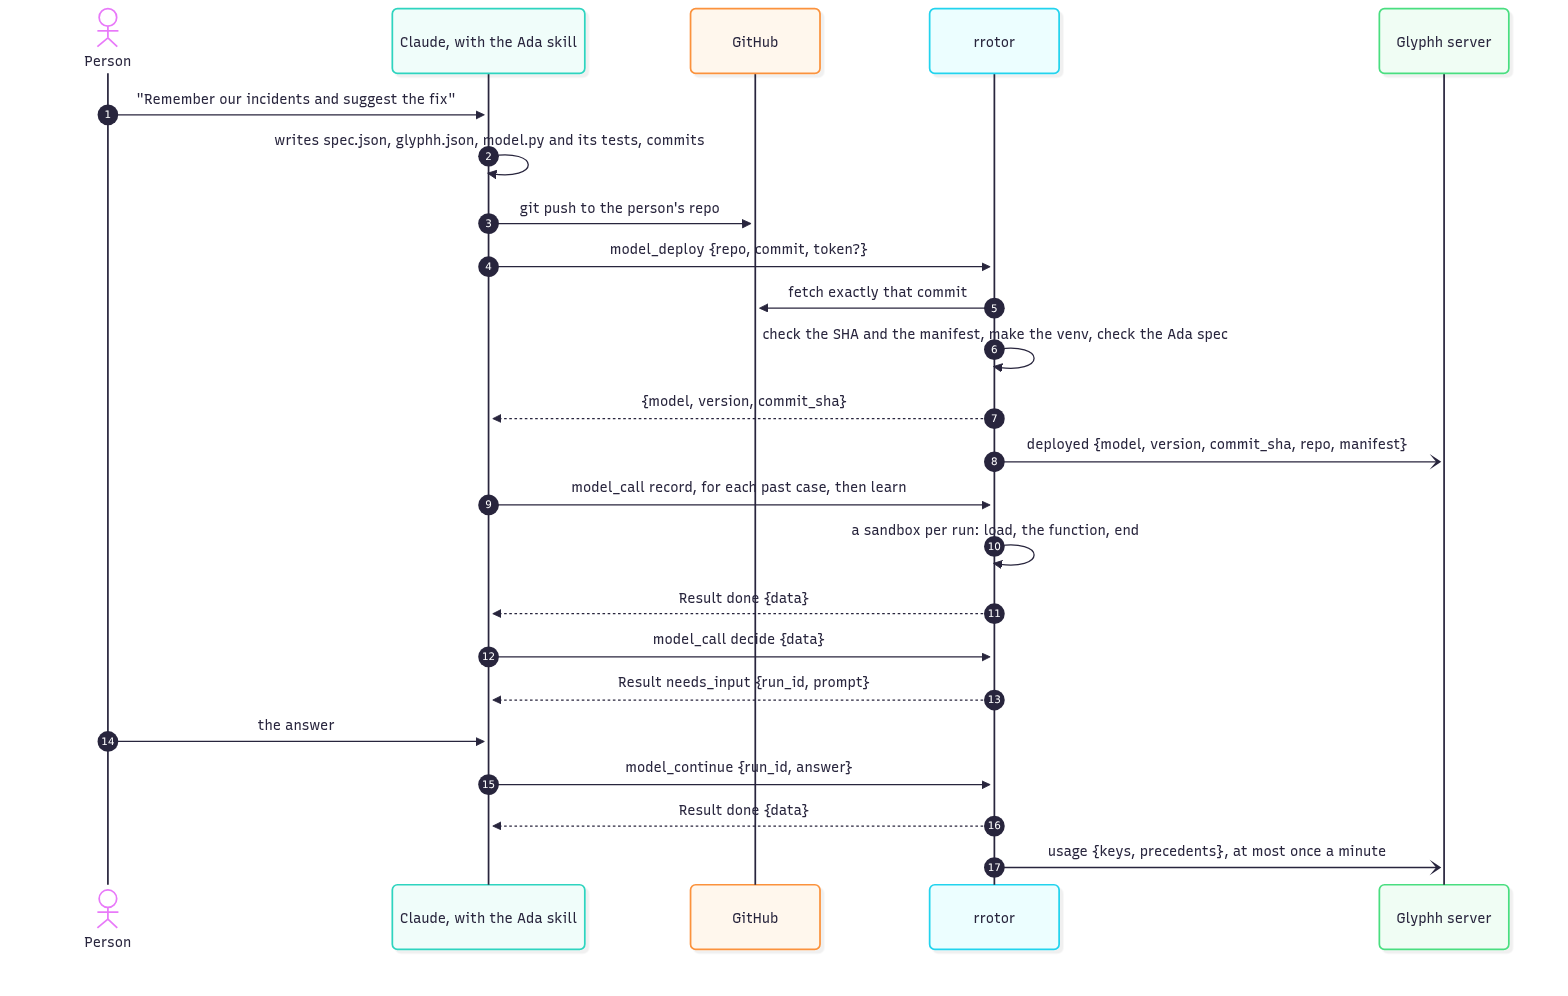 Person
Claude, with the Ada skill
GitHub
rrotor
Glyphh server
"Remember our incidents and suggest the fix"
1
writes spec.json, glyphh.json, model.py and its tests, commits
2
git push to the person's repo
3
model_deploy {repo, commit, token?}
4
fetch exactly that commit
5
check the SHA and the manifest, make the venv, check the Ada spec
6
{model, version, commit_sha}
7
deployed {model, version, commit_sha, repo, manifest}
8
model_call record, for each past case, then learn
9
a sandbox per run: load, the function, end
10
Result done {data}
11
model_call decide {data}
12
Result needs_input {run_id, prompt}
13
the answer
14
model_continue {run_id, answer}
15
Result done {data}
16
usage {keys, precedents}, at most once a minute
17
Person
Claude, with the Ada skill
GitHub
rrotor
Glyphh server